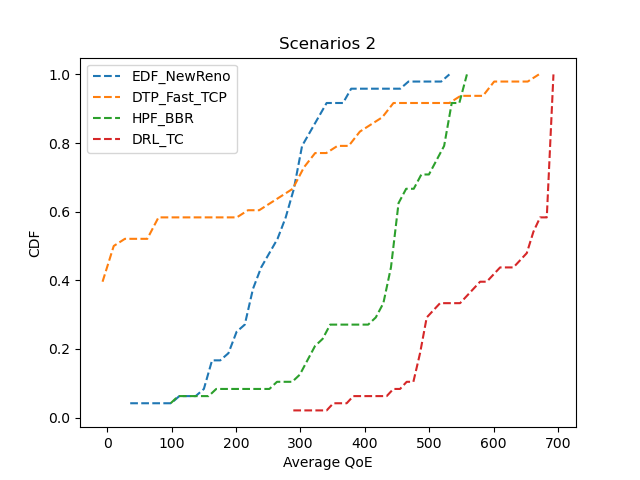 Scenarios 2
EDF_NewReno
DTP_Fast_TCP
HPF_BBR
DRL_TC
1.0
0.8
0.6
0.4
0.2
0.0
CDF
0 100 200 300 400 500 600 700
Average QoE